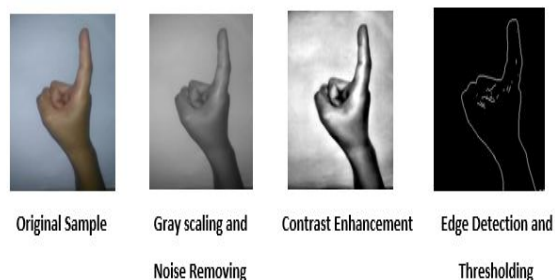 Original Sample
Gray scaling and
Noise Removing
Contrast Enhancement
Edge Detection and
Thresholding